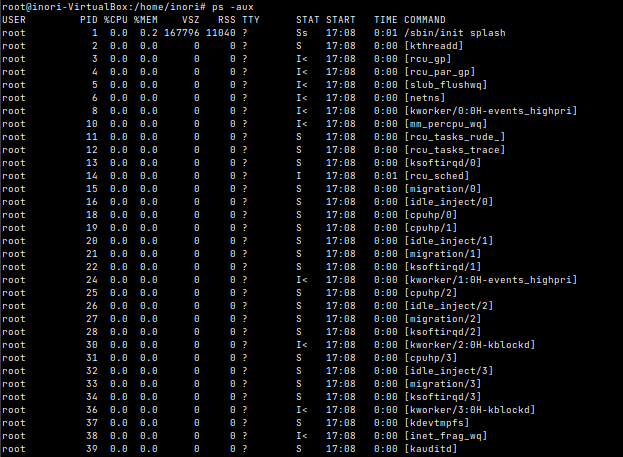 root@inori-VirtualBox:/home/inori# ps -aux
USER PID %CPU %MEM VSZ RSS TTY STAT START TIME COMMAND
root 1 0.0 0.2 167796 11040 ? Ss 17:08 0:01 /sbin/init splash
root 2 0.0 0.0 0 0 ? S 17:08 0:00 [kthreadd]
root 3 0.0 0.0 0 0 ? I< 17:08 0:00 [rcu_gp]
root 4 0.0 0.0 0 0 ? I< 17:08 0:00 [rcu_par_gp]
root 5 0.0 0.0 0 0 ? I< 17:08 0:00 [slub_flushwq]
root 6 0.0 0.0 0 0 ? I< 17:08 0:00 [netns]
root 8 0.0 0.0 0 0 ? I< 17:08 0:00 [kworker/0:0H-events_highpri]
root 10 0.0 0.0 0 0 ? I< 17:08 0:00 [mm_percpu_wq]
root 11 0.0 0.0 0 0 ? S 17:08 0:00 [rcu_tasks_rude_]
root 12 0.0 0.0 0 0 ? S 17:08 0:00 [rcu_tasks_trace]
root 13 0.0 0.0 0 0 ? S 17:08 0:00 [ksoftirqd/0]
root 14 0.0 0.0 0 0 ? I 17:08 0:01 [rcu_sched]
root 15 0.0 0.0 0 0 ? S 17:08 0:00 [migration/0]
root 16 0.0 0.0 0 0 ? S 17:08 0:00 [idle_inject/0]
root 18 0.0 0.0 0 0 ? S 17:08 0:00 [cpuhp/0]
root 19 0.0 0.0 0 0 ? S 17:08 0:00 [cpuhp/1]
root 20 0.0 0.0 0 0 ? S 17:08 0:00 [idle_inject/1]
root 21 0.0 0.0 0 0 ? S 17:08 0:00 [migration/1]
root 22 0.0 0.0 0 0 ? S 17:08 0:00 [ksoftirqd/1]
root 24 0.0 0.0 0 0 ? I< 17:08 0:00 [kworker/1:0H-events_highpri]
root 25 0.0 0.0 0 0 ? S 17:08 0:00 [cpuhp/2]
root 26 0.0 0.0 0 0 ? S 17:08 0:00 [idle_inject/2]
root 27 0.0 0.0 0 0 ? S 17:08 0:00 [migration/2]
root 28 0.0 0.0 0 0 ? S 17:08 0:00 [ksoftirqd/2]
root 30 0.0 0.0 0 0 ? I< 17:08 0:00 [kworker/2:0H-kblockd]
root 31 0.0 0.0 0 0 ? S 17:08 0:00 [cpuhp/3]
root 32 0.0 0.0 0 0 ? S 17:08 0:00 [idle_inject/3]
root 33 0.0 0.0 0 0 ? S 17:08 0:00 [migration/3]
root 34 0.0 0.0 0 0 ? S 17:08 0:00 [ksoftirqd/3]
root 36 0.0 0.0 0 0 ? I< 17:08 0:00 [kworker/3:0H-kblockd]
root 37 0.0 0.0 0 0 ? S 17:08 0:00 [kdevtmpfs]
root 38 0.0 0.0 0 0 ? I< 17:08 0:00 [inet_frag_wq]
root 39 0.0 0.0 0 0 ? S 17:08 0:00 [kauditd]